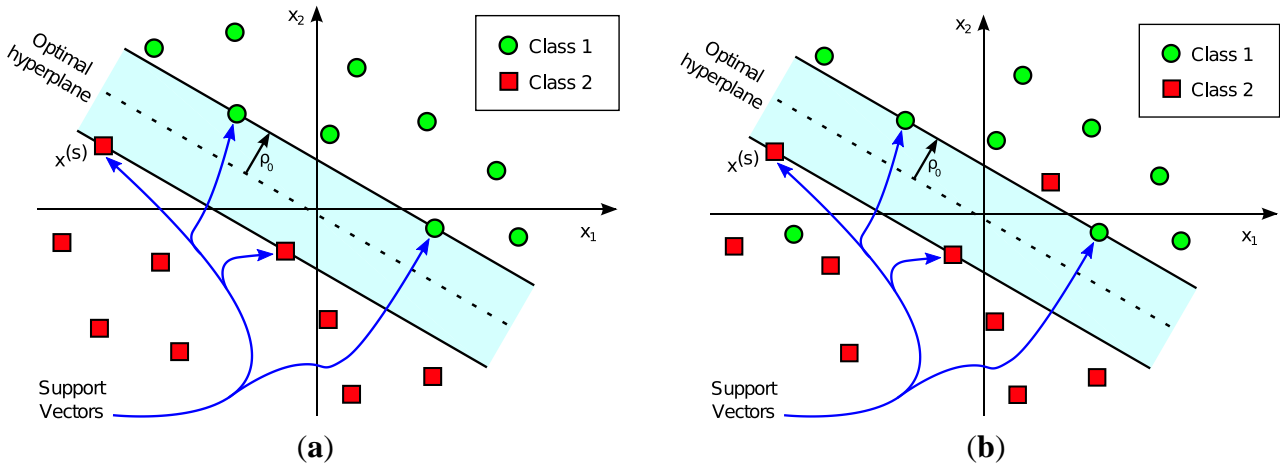 x2
Optimal
hyperplane
Class 1
Class 2
ρ0
x(s)
x1
Support
Vectors
(a)
x2
Optimal
hyperplane
Class 1
Class 2
ρ0
x(s)
x1
Support
Vectors
(b)